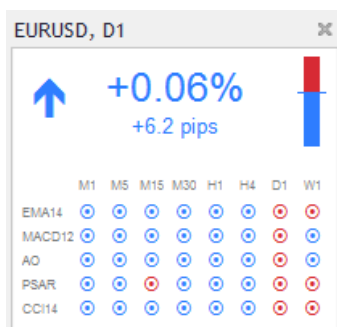 EURUSD, D1
+0.06%
+6.2 pips
M1 M5 M15 M30 H1 H4 D1 W1
EMA14
MACD12
AO
PSAR
CCI14